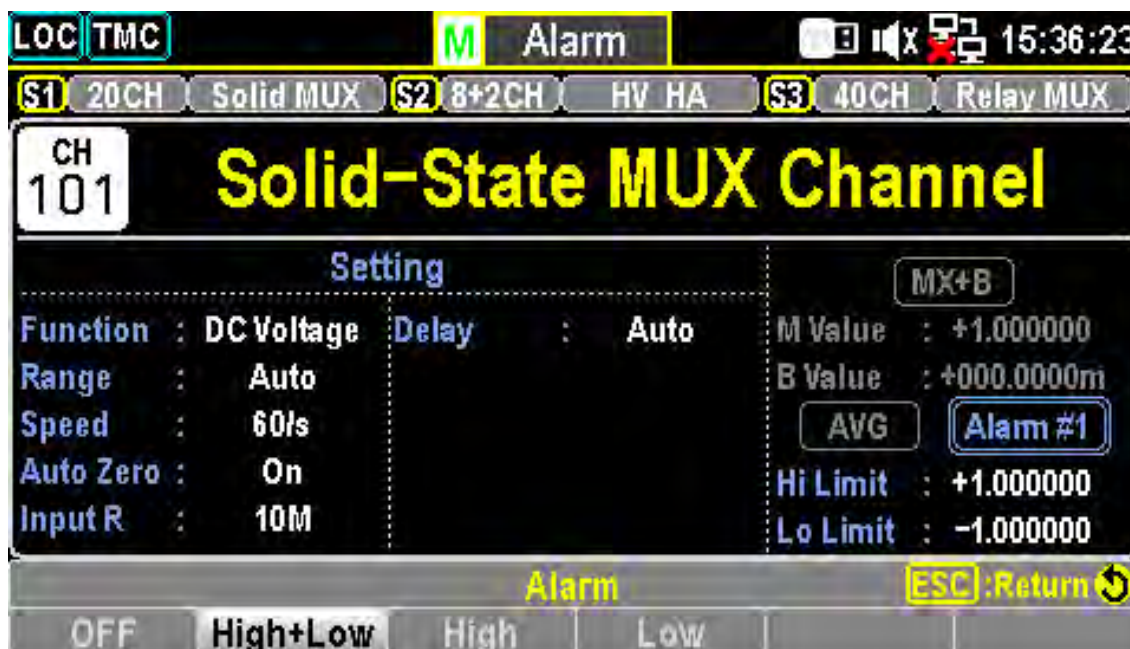 LOC TMC M Alarm 15:36:23
S1 20CH Solid MUX S2 8+2CH HV HA S3 40CH Relay MUX
CH
101
Solid-State MUX Channel
Setting
MX+B
Function : DC Voltage Delay : Auto M Value : +1.000000
Range : Auto B Value : +000.0000m
Speed : 60/s AVG Alarm #1
Auto Zero : On Hi Limit : +1.000000
Input R : 10M Lo Limit : -1.000000
Alarm ESC :Return
OFF High+Low High Low